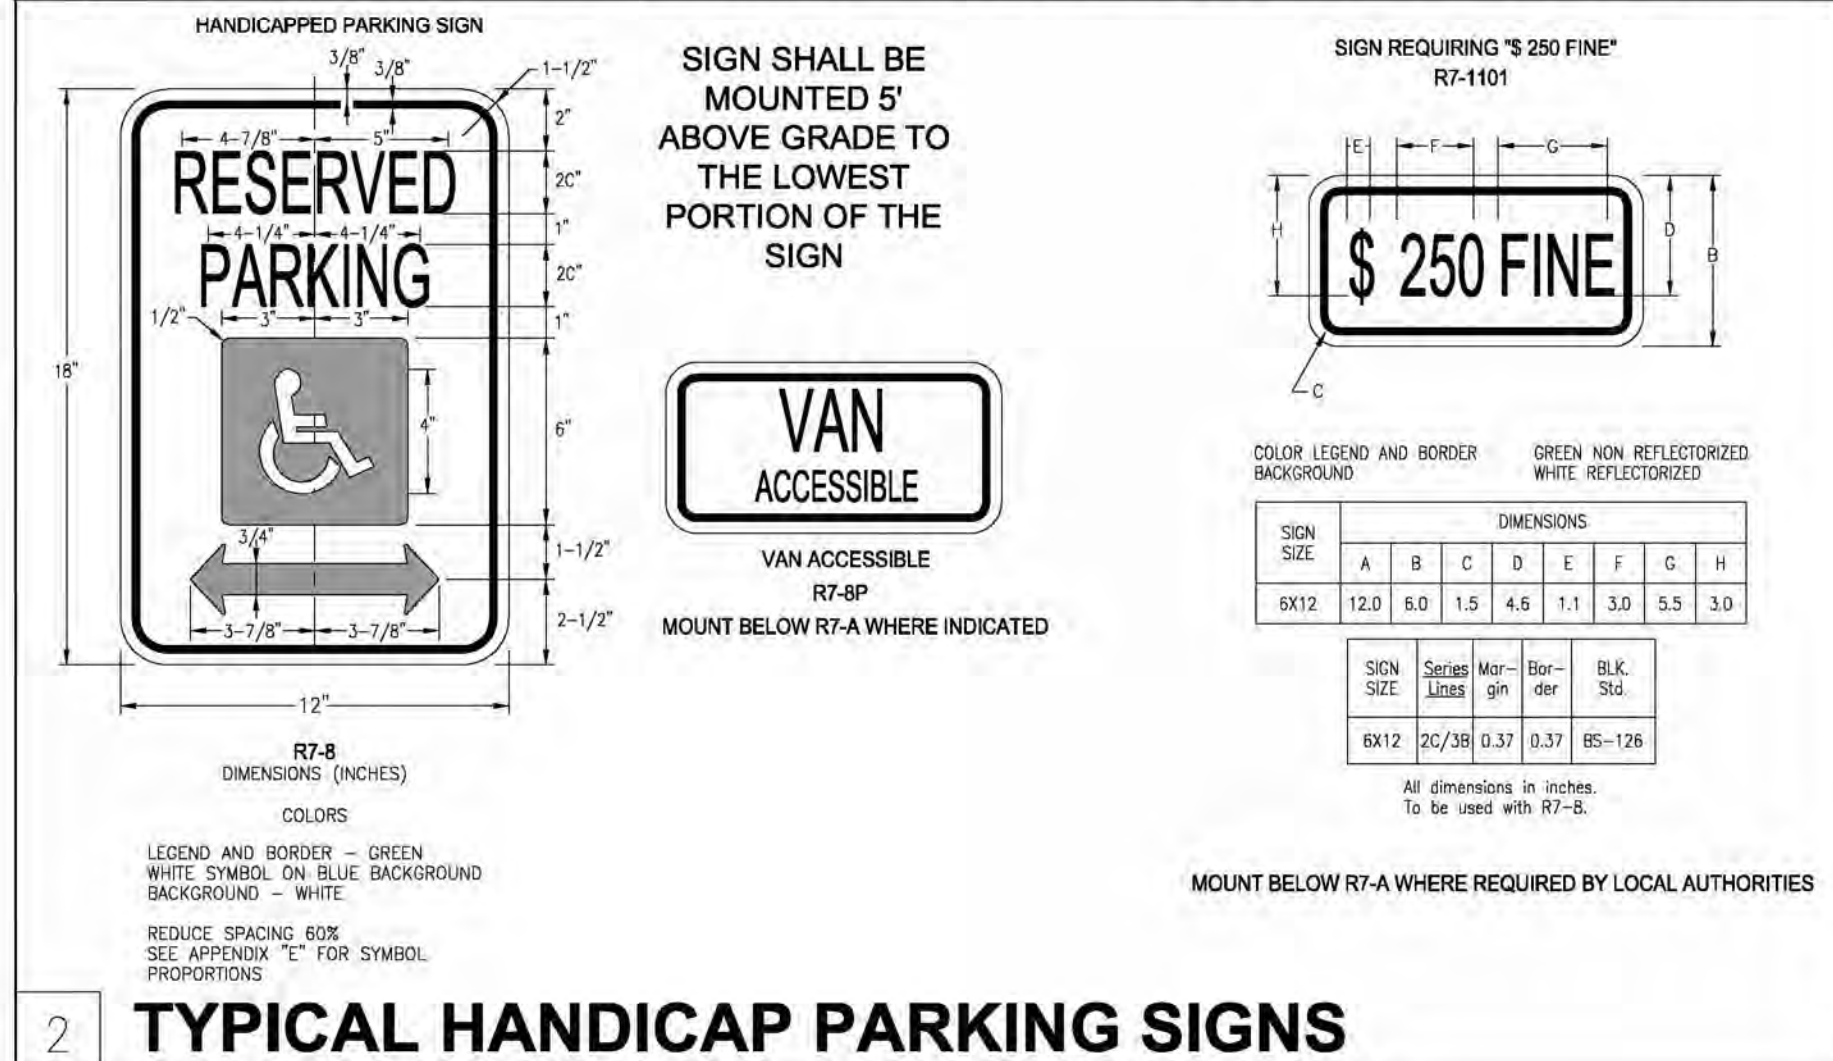 HANDICAPPED PARKING SIGN
3/8"
3/8"
1-1/2"
2"
4-7/8"
5"
RESERVED
2C"
1"
4-1/4"
4-1/4"
PARKING
2C"
1/2"
3"
3"
1"
18"
4"
6"
3/4"
1-1/2"
3-7/8"
3-7/8"
2-1/2"
12"
R7-8
DIMENSIONS (INCHES)
COLORS
LEGEND AND BORDER - GREEN
WHITE SYMBOL ON BLUE BACKGROUND
BACKGROUND - WHITE
REDUCE SPACING 60%
SEE APPENDIX "E" FOR SYMBOL
PROPORTIONS
SIGN SHALL BE
MOUNTED 5'
ABOVE GRADE TO
THE LOWEST
PORTION OF THE
SIGN
VAN
ACCESSIBLE
VAN ACCESSIBLE
R7-8P
MOUNT BELOW R7-A WHERE INDICATED
SIGN REQUIRING "$ 250 FINE"
R7-1101
E F G
H D B
$ 250 FINE
C
COLOR LEGEND AND BORDER GREEN NON REFLECTORIZED
BACKGROUND WHITE REFLECTORIZED
SIGN SIZE DIMENSIONS
A B C D E F G H
6X12 12.0 6.0 1.5 4.6 1.1 3.0 5.5 3.0
SIGN Series Mar- Bor- BLK.
SIZE Lines gin der Std.
6X12 2C/3B 0.37 0.37 BS-126
All dimensions in inches.
To be used with R7-8.
MOUNT BELOW R7-A WHERE REQUIRED BY LOCAL AUTHORITIES
2 TYPICAL HANDICAP PARKING SIGNS